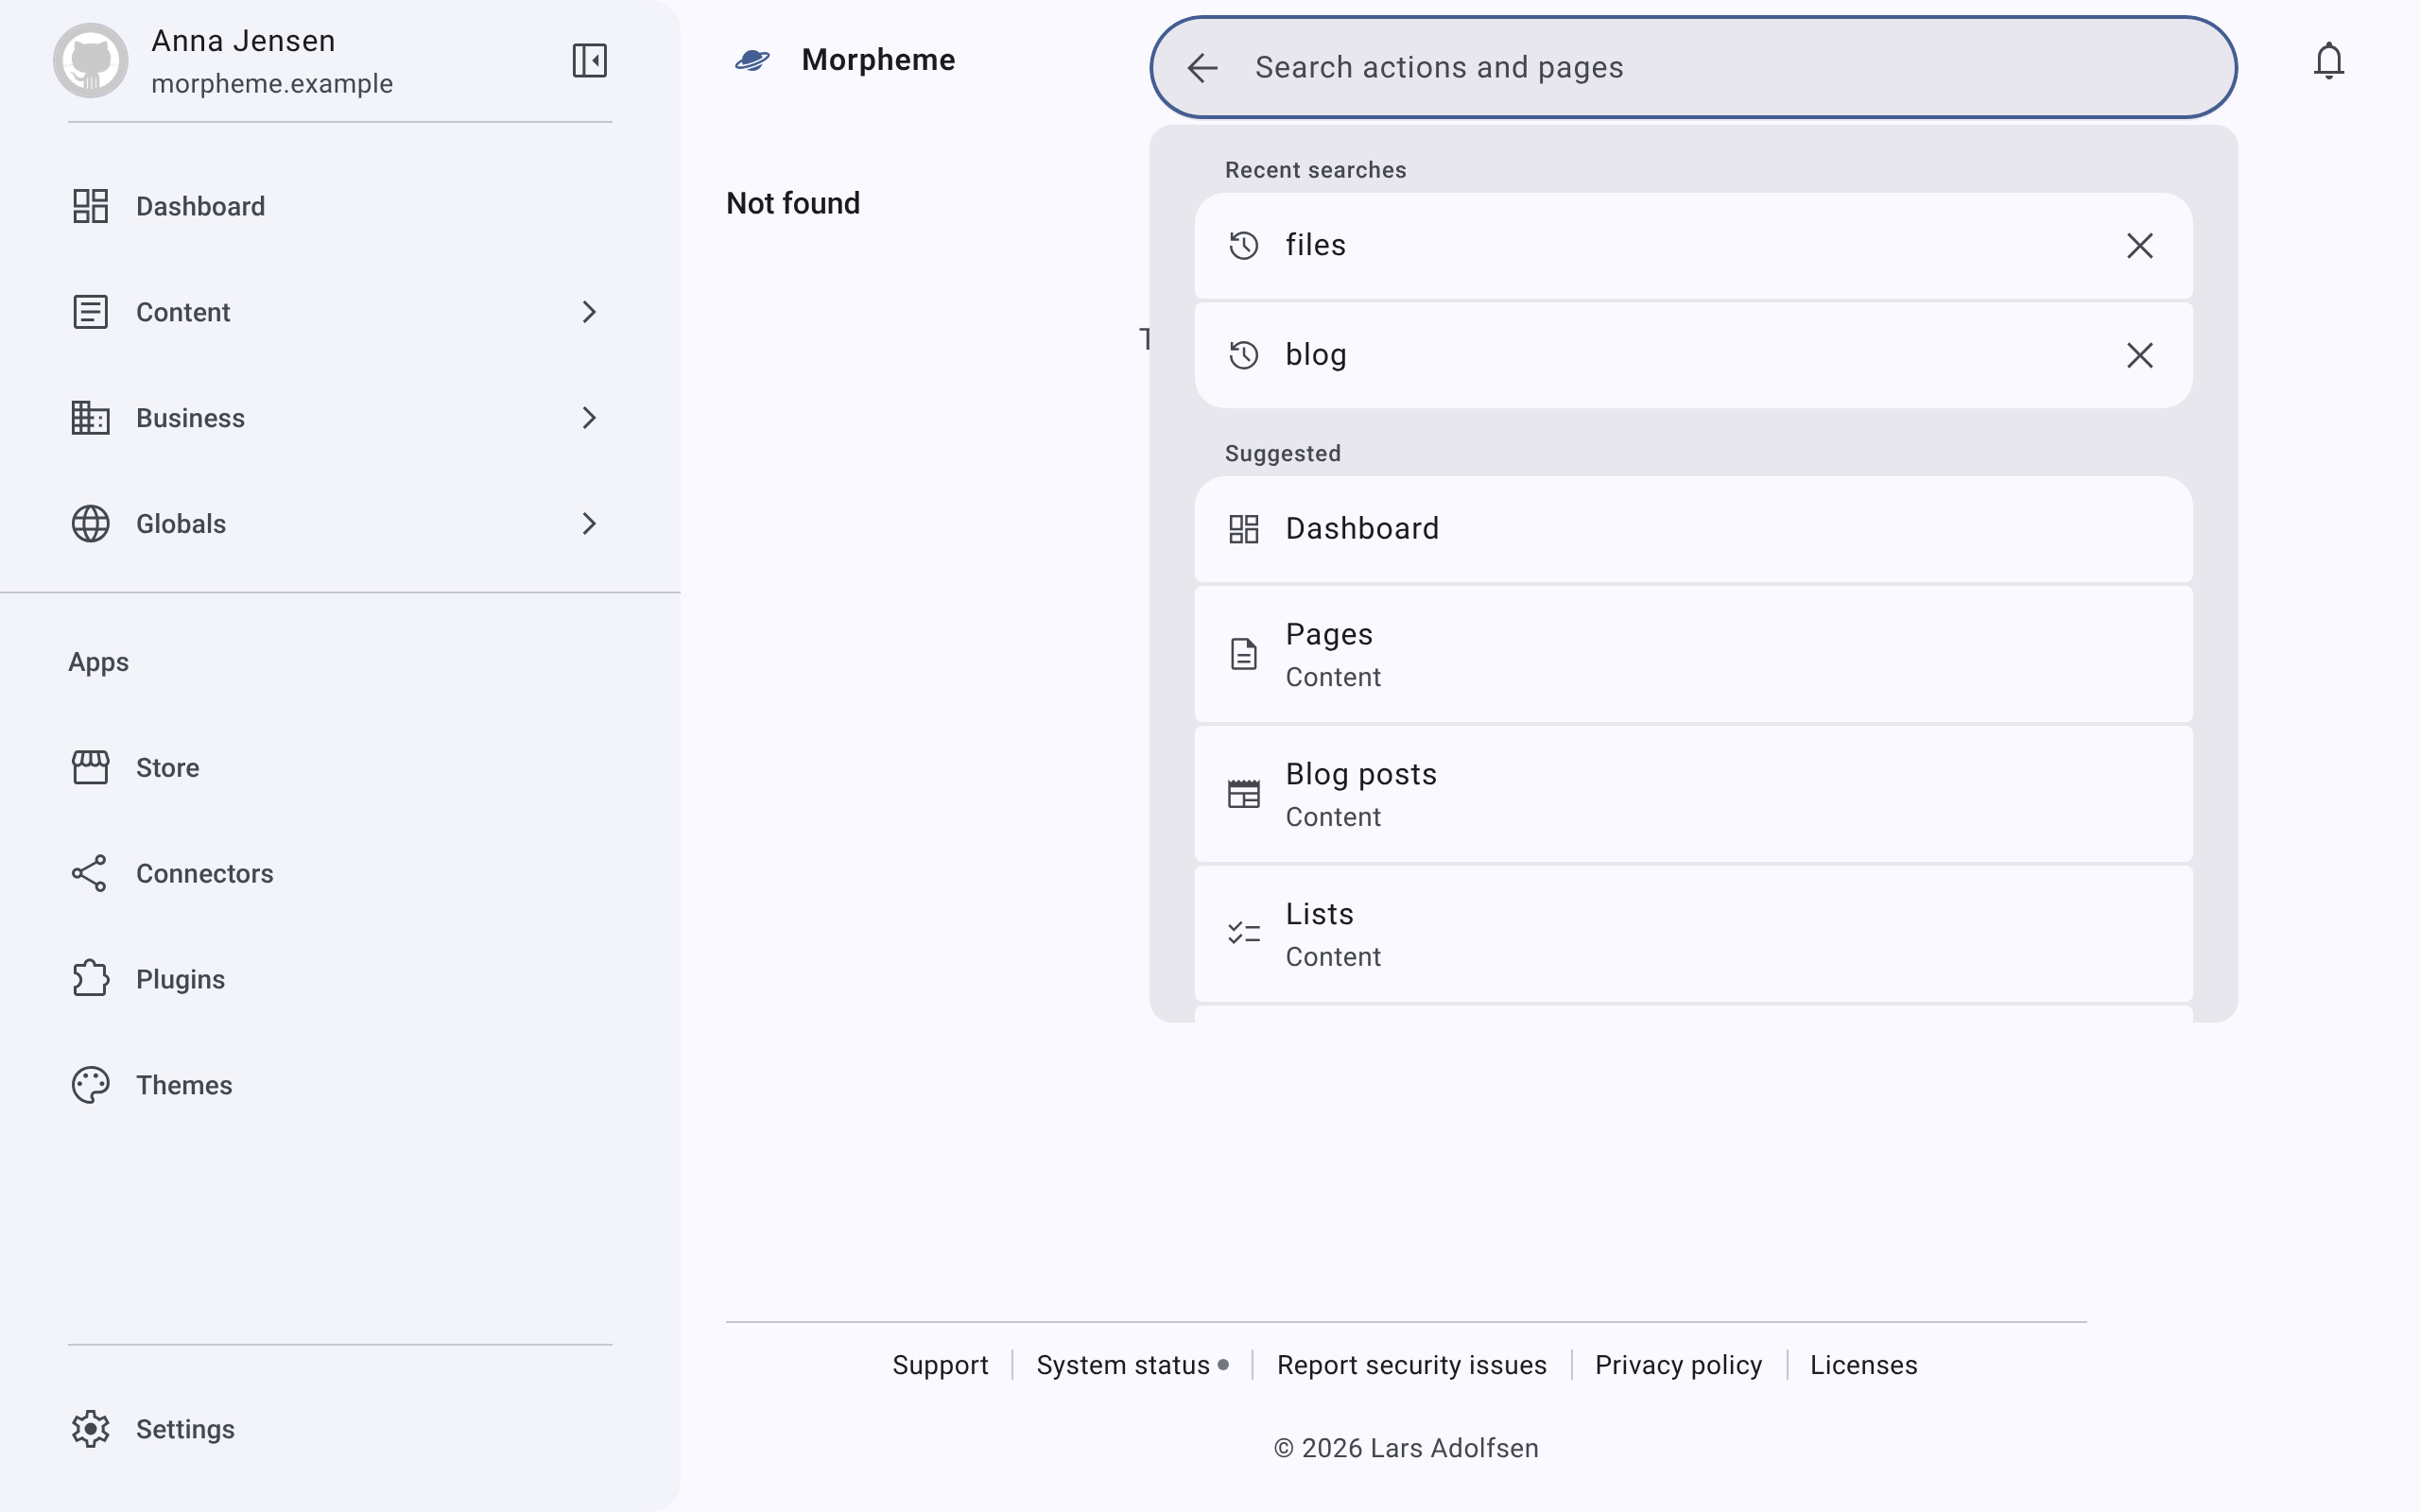 Anna Jensen
morpheme.example
Dashboard
Content
Business
Globals
Apps
Store
Connectors
Plugins
Themes
Settings
Morpheme
Search actions and pages
Not found
Recent searches
files
blog
Suggested
Dashboard
Pages
Content
Blog posts
Content
Lists
Content
Support
System status
Report security issues
Privacy policy
Licenses
© 2026 Lars Adolfsen